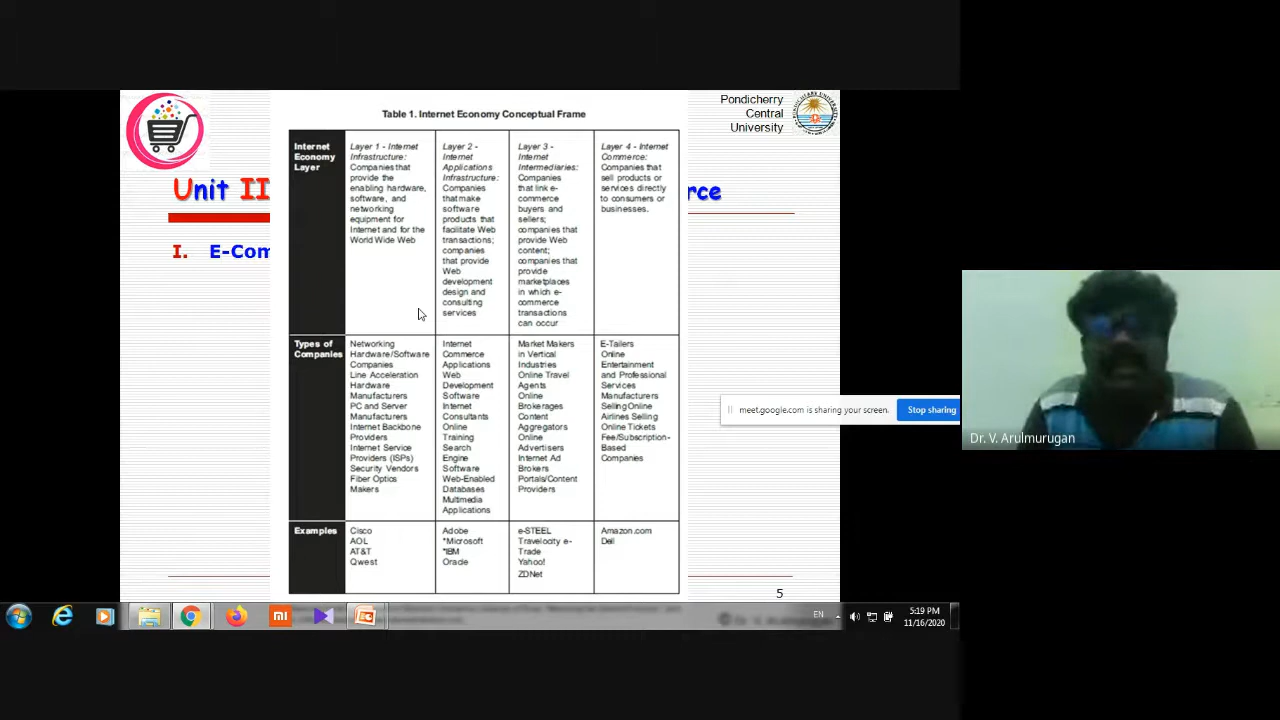 Pondicherry
Central
University
Unit II
rce
I. E-Com
Table 1. Internet Economy Conceptual Frame
Internet
Economy
Layer
Layer 1 - Internet
Infrastructure:
Companies that
provide the
enabling hardware,
software, and
networking
equipment for
Internet and for the
World Wide Web
Layer 2 -
Internet
Applications
Infrastructure:
Companies
that make
software
products that
facilitate Web
transactions;
companies
that provide
Web
development
design and
consulting
services
Layer 3 -
Internet
Intermediaries:
Companies
that link e-
commerce
buyers and
sellers;
companies that
provide Web
content;
companies that
provide
marketplaces
in which e-
commerce
transactions
can occur
Layer 4 - Internet
Commerce:
Companies that
sell products or
services directly
to consumers or
businesses.
Types of
Companies
Networking
Hardware/Software
Companies
Line Acceleration
Hardware
Manufacturers
PC and Server
Manufacturers
Internet Backbone
Providers
Internet Service
Providers (ISPs)
Security Vendors
Fiber Optics
Makers
Internet
Commerce
Applications
Web
Development
Software
Internet
Consultants
Online
Training
Search
Engine
Software
Web-Enabled
Databases
Multimedia
Applications
Market Makers
in Vertical
Industries
Online Travel
Agents
Online
Brokerages
Content
Aggregators
Online
Advertisers
Internet Ad
Brokers
Portals/Content
Providers
E-Tailers
Online
Entertainment
and Professional
Services
Manufacturers
Selling Online
Airlines Selling
Online Tickets
Fee/Subscription-
Based
Companies
Examples
Cisco
AOL
AT&T
Qwest
Adobe
*Microsoft
*IBM
Oracle
e-STEEL
Travelocity e-
Trade
Yahoo!
ZDNet
Amazon.com
Dell
5
meet.google.com is sharing your screen.
Stop sharing
Dr. V. Arulmurugan
EN
5:19 PM
11/16/2020